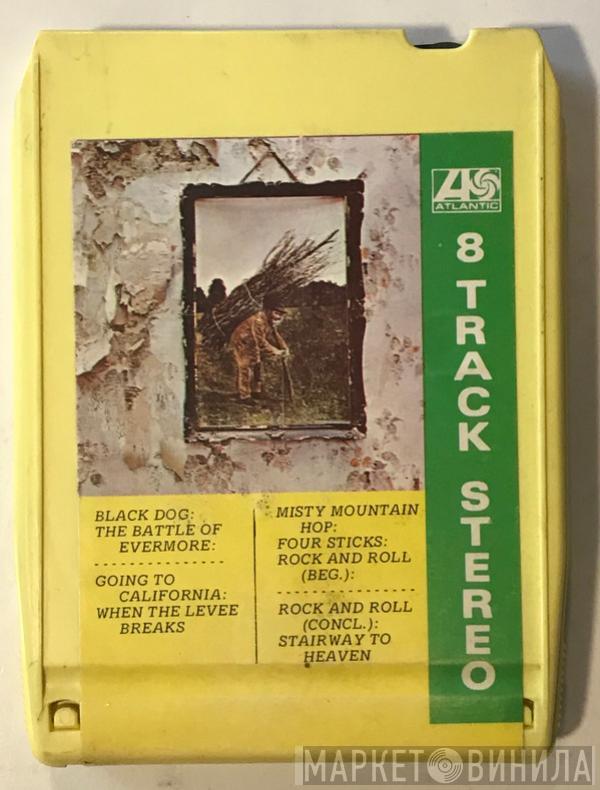 ATLANTIC
8 TRACK STEREO
BLACK DOG:
THE BATTLE OF
EVERMORE:
GOING TO
CALIFORNIA:
WHEN THE LEVEE
BREAKS
MISTY MOUNTAIN
HOP:
FOUR STICKS:
ROCK AND ROLL
(BEG.):
ROCK AND ROLL
(CONCL.):
STAIRWAY TO
HEAVEN
МАРКЕТ ВИНИЛА